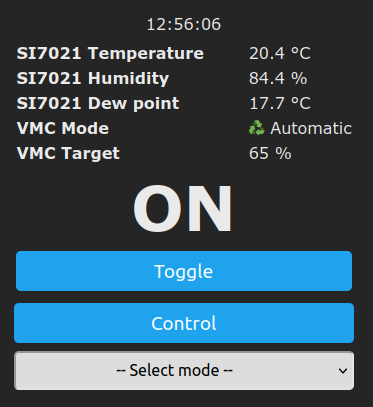 12:56:06
SI7021 Temperature 20.4 °C
SI7021 Humidity 84.4 %
SI7021 Dew point 17.7 °C
VMC Mode ♻ Automatic
VMC Target 65 %
ON
Toggle
Control
-- Select mode --